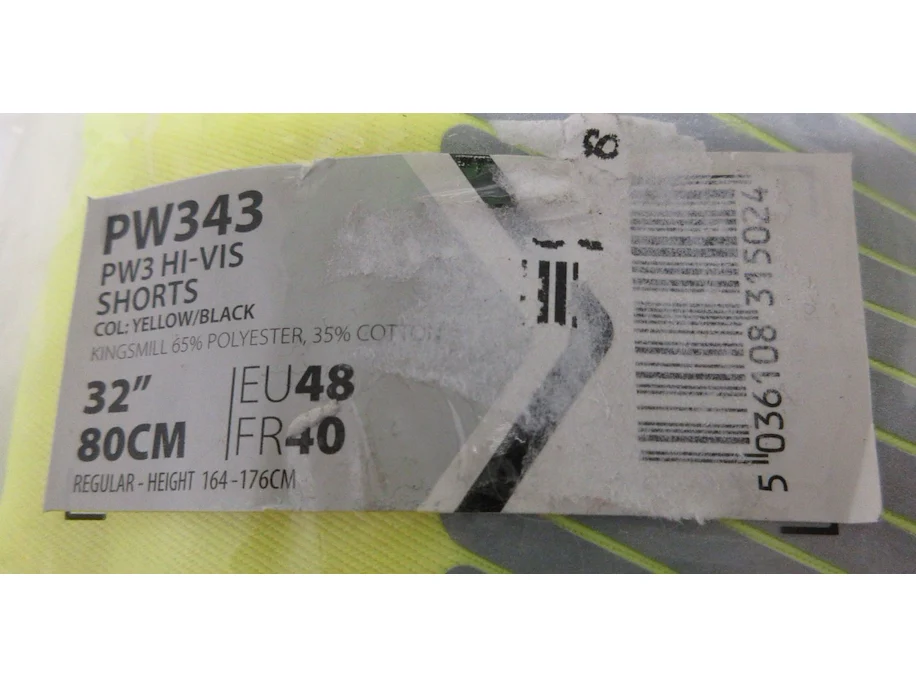 PW343
PW3 HI-VIS
SHORTS
COL: YELLOW/BLACK
KINGSMILL 65% POLYESTER, 35% COTTON
32”
80CM
EU48
FR40
REGULAR - HEIGHT 164-176CM
5 036108 315024